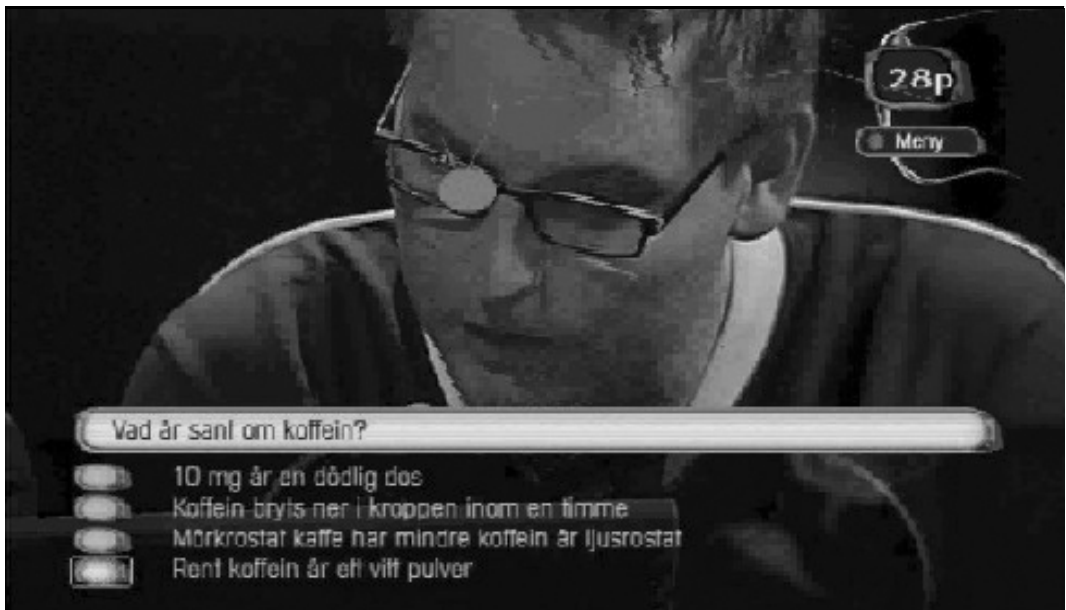 28p
Meny
Vad är sant om koffein?
10 mg är en dödlig dos
Koffein bryts ner i kroppen inom en timme
Mörkrostat kaffe har mindre koffein är ljusrostat
Rent koffein är ett vitt pulver